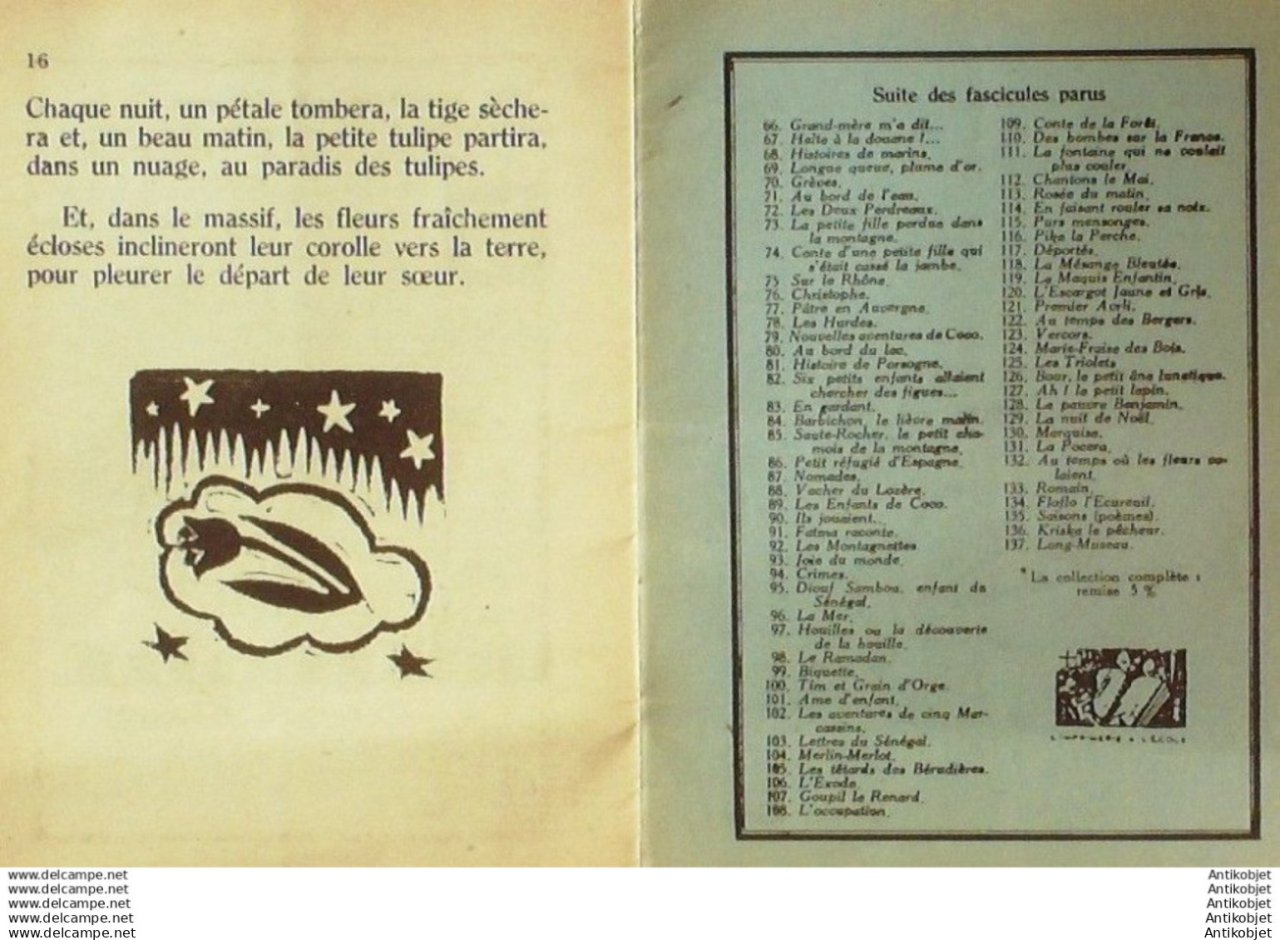 16
Chaque nuit, un pétale tombera, la tige sèche-
ra et, un beau matin, la petite tulipe partira,
dans un nuage, au paradis des tulipes.
Et, dans le massif, les fleurs fraîchement
écloses inclineront leur corolle vers la terre,
pour pleurer le départ de leur sœur.
Suite des fascicules parus
66. Grand-mère m'a dit...
67. Halte à la douane !...
68. Histoires de marins.
69. Longue queue, plume d'or.
70. Grèves.
71. Au bord de l'eau.
72. Les Deux Perdreaux.
73. La petite fille perdue dans
la montagne.
74. Conte d'une petite fille qui
s'était cassé la jambe.
75. Sur le Rhône.
76. Christophe.
77. Pâtre en Auvergne.
78. Les Hurdes.
79. Nouvelles aventures de Coco.
80. Au bord du lac.
81. Histoire de Porsogne.
82. Six petits enfants allaient
chercher des figues...
83. En gardant.
84. Barbichon, le lièvre malin.
85. Saute-Rocher, le petit cha-
mois de la montagne.
86. Petit réfugié d'Espagne.
87. Nomades.
88. Vacher du Lozère.
89. Les Enfants de Coco.
90. Ils jouaient...
91. Fatma raconte.
92. Les Montagnettes
93. Joie du monde.
94. Crimes.
95. Diouf Sambou, enfant du
Sénégal.
96. La Mer.
97. Houilles ou la découverte
de la houille.
98. Le Ramadan.
99. Biquette.
100. Tim et Grain d'Orge.
101. Ame d'enfant.
102. Les aventures de cinq Mar-
cassins.
103. Lettres du Sénégal.
104. Merlin-Merlot.
105. Les têtards des Béradières.
106. L'Exode
107. Goupil le Renard.
108. L'occupation.
109. Conte de la Forêt.
110. Des bombes sur la France.
111. La fontaine qui ne coulait
plus couler
112. Chantons le Mai.
113. Rosée du matin.
114. En faisant rouler sa noix.
115. Purs mensonges.
116. Pike la Perche.
117. Déportés.
118. La Mésange Bleutée.
119. La Maquis Enfantin.
120. L'Escargot Jaune et Gris.
121. Premier Avril.
122. Au temps des Bergers.
123. Vercors.
124. Marie-Fraise des Bois.
125. Les Triolets
126. Bour, le petit âne lunatique.
127. Ah ! le petit lapin.
128. Le pauvre Benjamin.
129. La nuit de Noël.
130. Marquise.
131. La Pocera.
132. Au temps où les fleurs vo-
laient.
133. Romain.
134. Floflo l'Ecureuil.
135. Saisons (poèmes).
136. Kriska le pêcheur.
137. Long-Museau.
* La collection complète :
remise 5 %
L'IMPRIMERIE A L'ÉCOLE
www.delcampe.net
www.delcampe.net
www.delcampe.net
www.delcampe.net
www.delcampe.net
Antikobjet
Antikobjet
Antikobjet
Antikobjet
Antikobjet